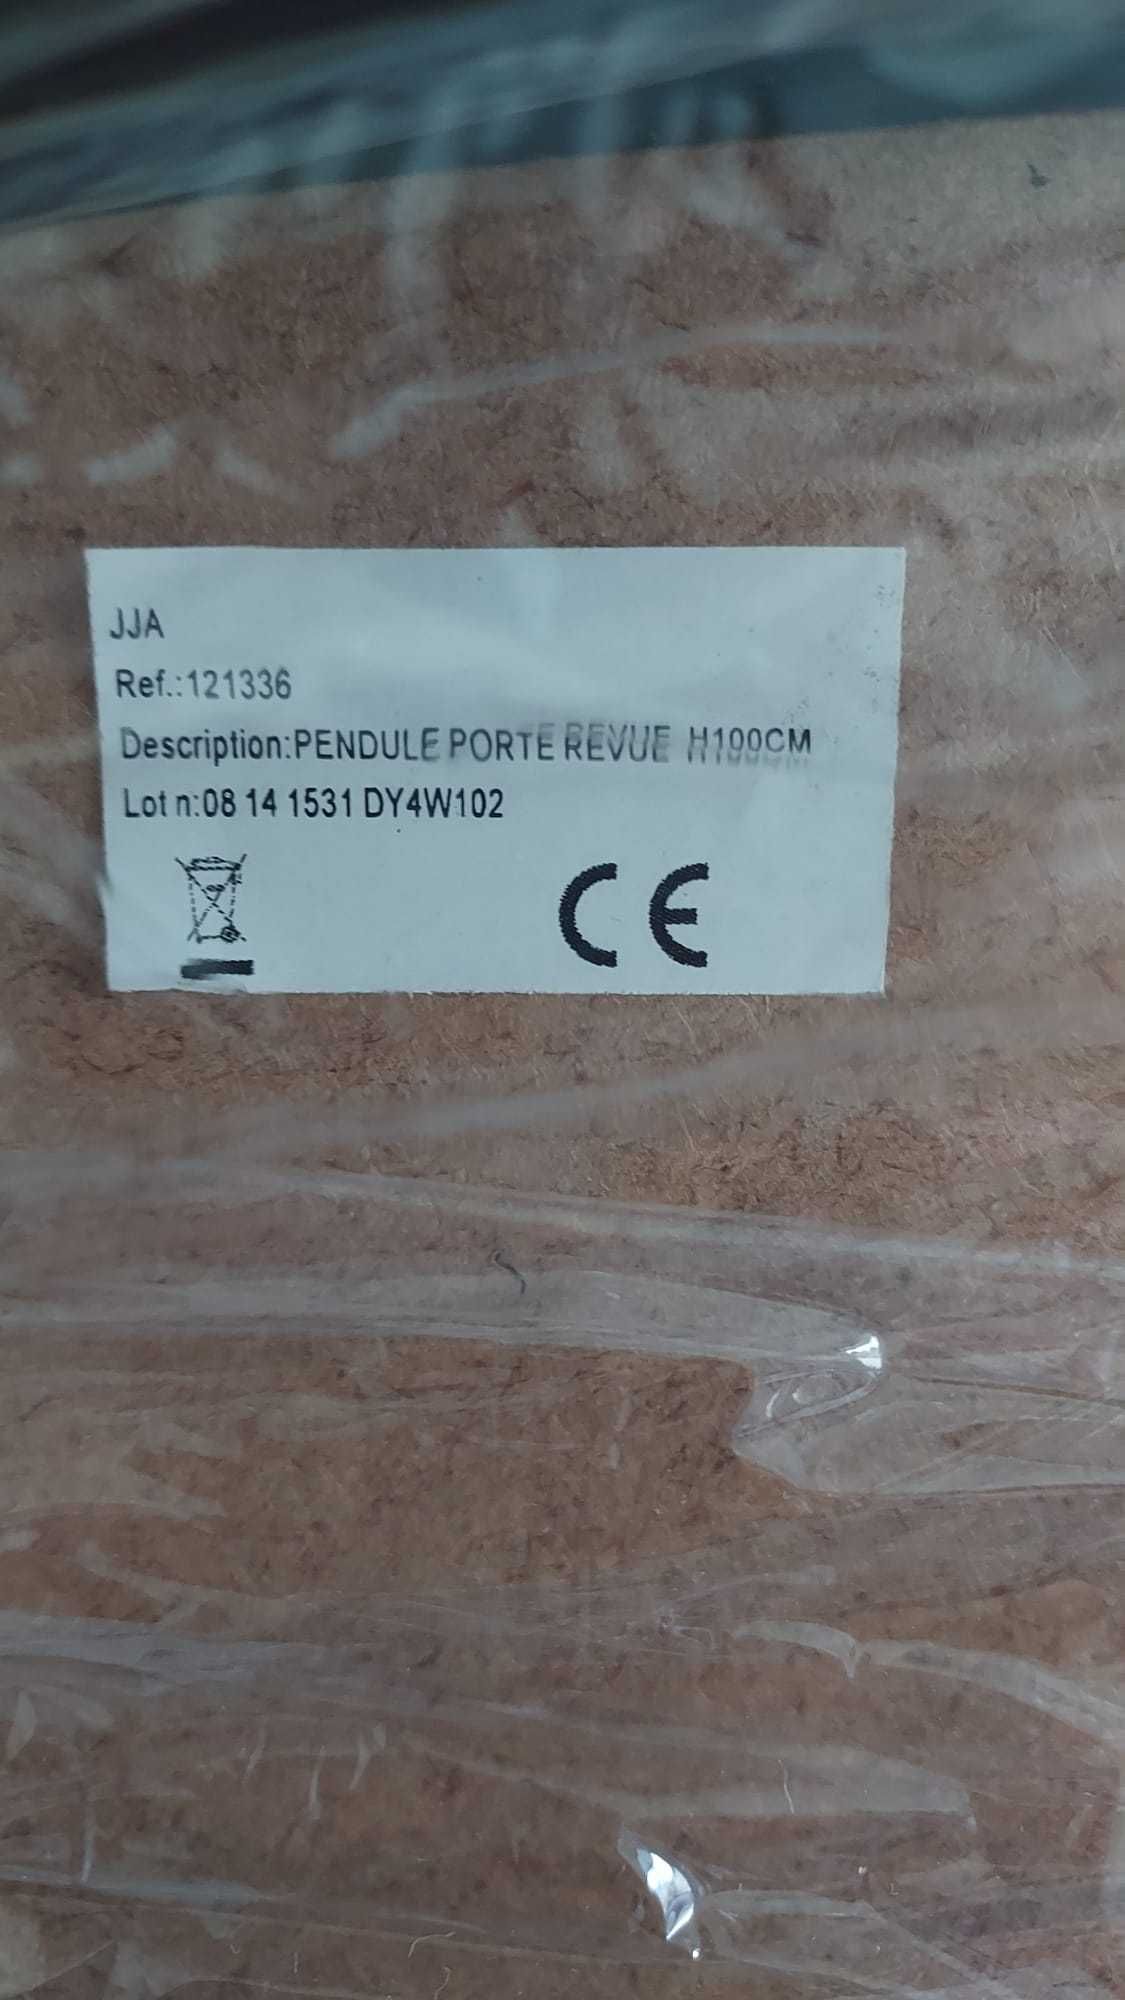 JJA
Ref.:121336
Description:PENDULE PORTE REVUE H100CM
Lot n:08 14 1531 DY4W102
CE